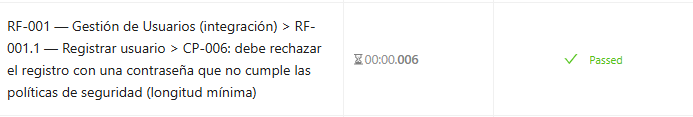 RF-001 — Gestión de Usuarios (integración) > RF-
001.1 — Registrar usuario > CP-006: debe rechazar
el registro con una contraseña que no cumple las
políticas de seguridad (longitud mínima)
00:00.006
Passed